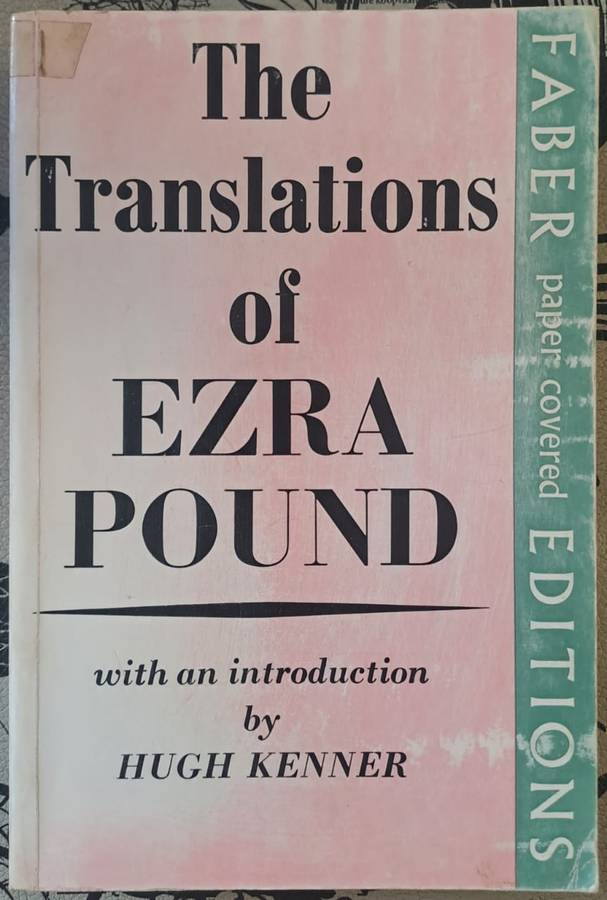 The
Translations
of
EZRA
POUND
with an introduction
by
HUGH KENNER
FABER paper covered EDITIONS